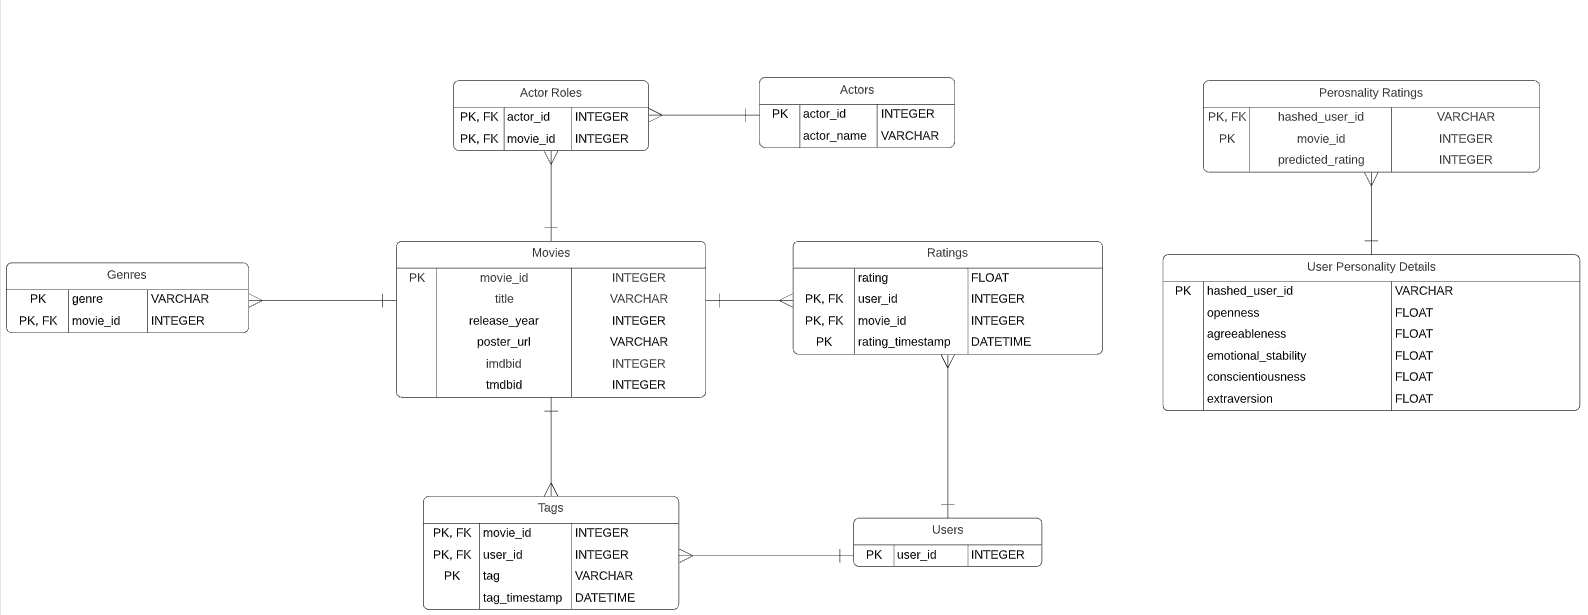 Actor Roles
PK, FK actor_id INTEGER
PK, FK movie_id INTEGER
Actors
PK actor_id INTEGER
actor_name VARCHAR
Perosnality Ratings
PK, FK hashed_user_id VARCHAR
PK movie_id INTEGER
predicted_rating INTEGER
Genres
PK genre VARCHAR
PK, FK movie_id INTEGER
Movies
PK movie_id INTEGER
title VARCHAR
release_year INTEGER
poster_url VARCHAR
imdbid INTEGER
tmdbid INTEGER
Ratings
rating FLOAT
PK, FK user_id INTEGER
PK, FK movie_id INTEGER
PK rating_timestamp DATETIME
User Personality Details
PK hashed_user_id VARCHAR
openness FLOAT
agreeableness FLOAT
emotional_stability FLOAT
conscientiousness FLOAT
extraversion FLOAT
Tags
PK, FK movie_id INTEGER
PK, FK user_id INTEGER
PK tag VARCHAR
tag_timestamp DATETIME
Users
PK user_id INTEGER